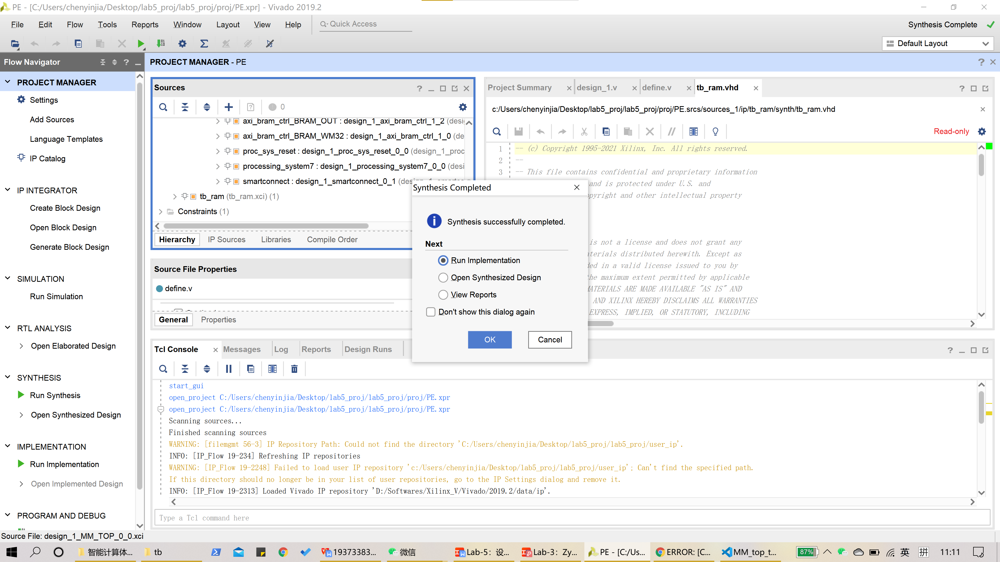 PE - [C:/Users/chenyinjia/Desktop/lab5_proj/lab5_proj/proj/PE.xpr] - Vivado 2019.2
File Edit Flow Tools Reports Window Layout View Help Quick Access
Synthesis Complete
Default Layout
Flow Navigator
PROJECT MANAGER - PE
PROJECT MANAGER
Settings
Add Sources
Language Templates
IP Catalog
IP INTEGRATOR
Create Block Design
Open Block Design
Generate Block Design
SIMULATION
Run Simulation
RTL ANALYSIS
Open Elaborated Design
SYNTHESIS
Run Synthesis
Open Synthesized Design
IMPLEMENTATION
Run Implementation
Open Implemented Design
PROGRAM AND DEBUG
Source File: design_1_MM_TOP_0_0.xci
Sources
0
axi_bram_ctrl_BRAM_OUT : design_1_axi_bram_ctrl_1_2 (desi
axi_bram_ctrl_BRAM_WM32 : design_1_axi_bram_ctrl_1_0 (de
proc_sys_reset : design_1_proc_sys_reset_0_0 (design_1_proc
processing_system7 : design_1_processing_system7_0_0 (desi
smartconnect : design_1_smartconnect_0_1
tb_ram (tb_ram.xci) (1)
Constraints (1)
Hierarchy IP Sources Libraries Compile Order
Source File Properties
define.v
General Properties
Project Summary design_1.v define.v tb_ram.vhd
c:/Users/chenyinjia/Desktop/lab5_proj/lab5_proj/proj/PE.srcs/sources_1/ip/tb_ram/synth/tb_ram.vhd
Read-only
1 -- (c) Copyright 1995-2021 Xilinx, Inc. All rights reserved.
2 --
3 -- This file contains confidential and proprietary information
and is protected under U.S. and
pyright and other intellectual property
is not a license and does not grant any
aterials distributed herewith. Except as
ded in a valid license issued to you by
the maximum extent permitted by applicable
MATERIALS ARE MADE AVAILABLE "AS IS" AND
AND XILINX HEREBY DISCLAIMS ALL WARRANTIES
EXPRESS, IMPLIED, OR STATUTORY, INCLUDING
Synthesis Completed
Synthesis successfully completed.
Next
Run Implementation
Open Synthesized Design
View Reports
Don't show this dialog again
OK Cancel
Tcl Console Messages Log Reports Design Runs
start_gui
open_project C:/Users/chenyinjia/Desktop/lab5_proj/lab5_proj/proj/PE.xpr
open_project C:/Users/chenyinjia/Desktop/lab5_proj/lab5_proj/proj/PE.xpr
Scanning sources...
Finished scanning sources
WARNING: [filemgmt 56-3] IP Repository Path: Could not find the directory 'C:/Users/chenyinjia/Desktop/lab5_proj/lab5_proj/user_ip'.
INFO: [IP_Flow 19-234] Refreshing IP repositories
WARNING: [IP_Flow 19-2248] Failed to load user IP repository 'c:/Users/chenyinjia/Desktop/lab5_proj/lab5_proj/user_ip'; Can't find the specified path.
If this directory should no longer be in your list of user repositories, go to the IP Settings dialog and remove it.
INFO: [IP_Flow 19-2313] Loaded Vivado IP repository 'D:/Softwares/Xilinx_V/Vivado/2019.2/data/ip'.
Type a Tcl command here
智能计算体... tb 19373383... 微信 Lab-5：设... Lab-3：Zy... PE - [C:/Us... ERROR: [C... MM_top_t... 87% 英 拼 11:11